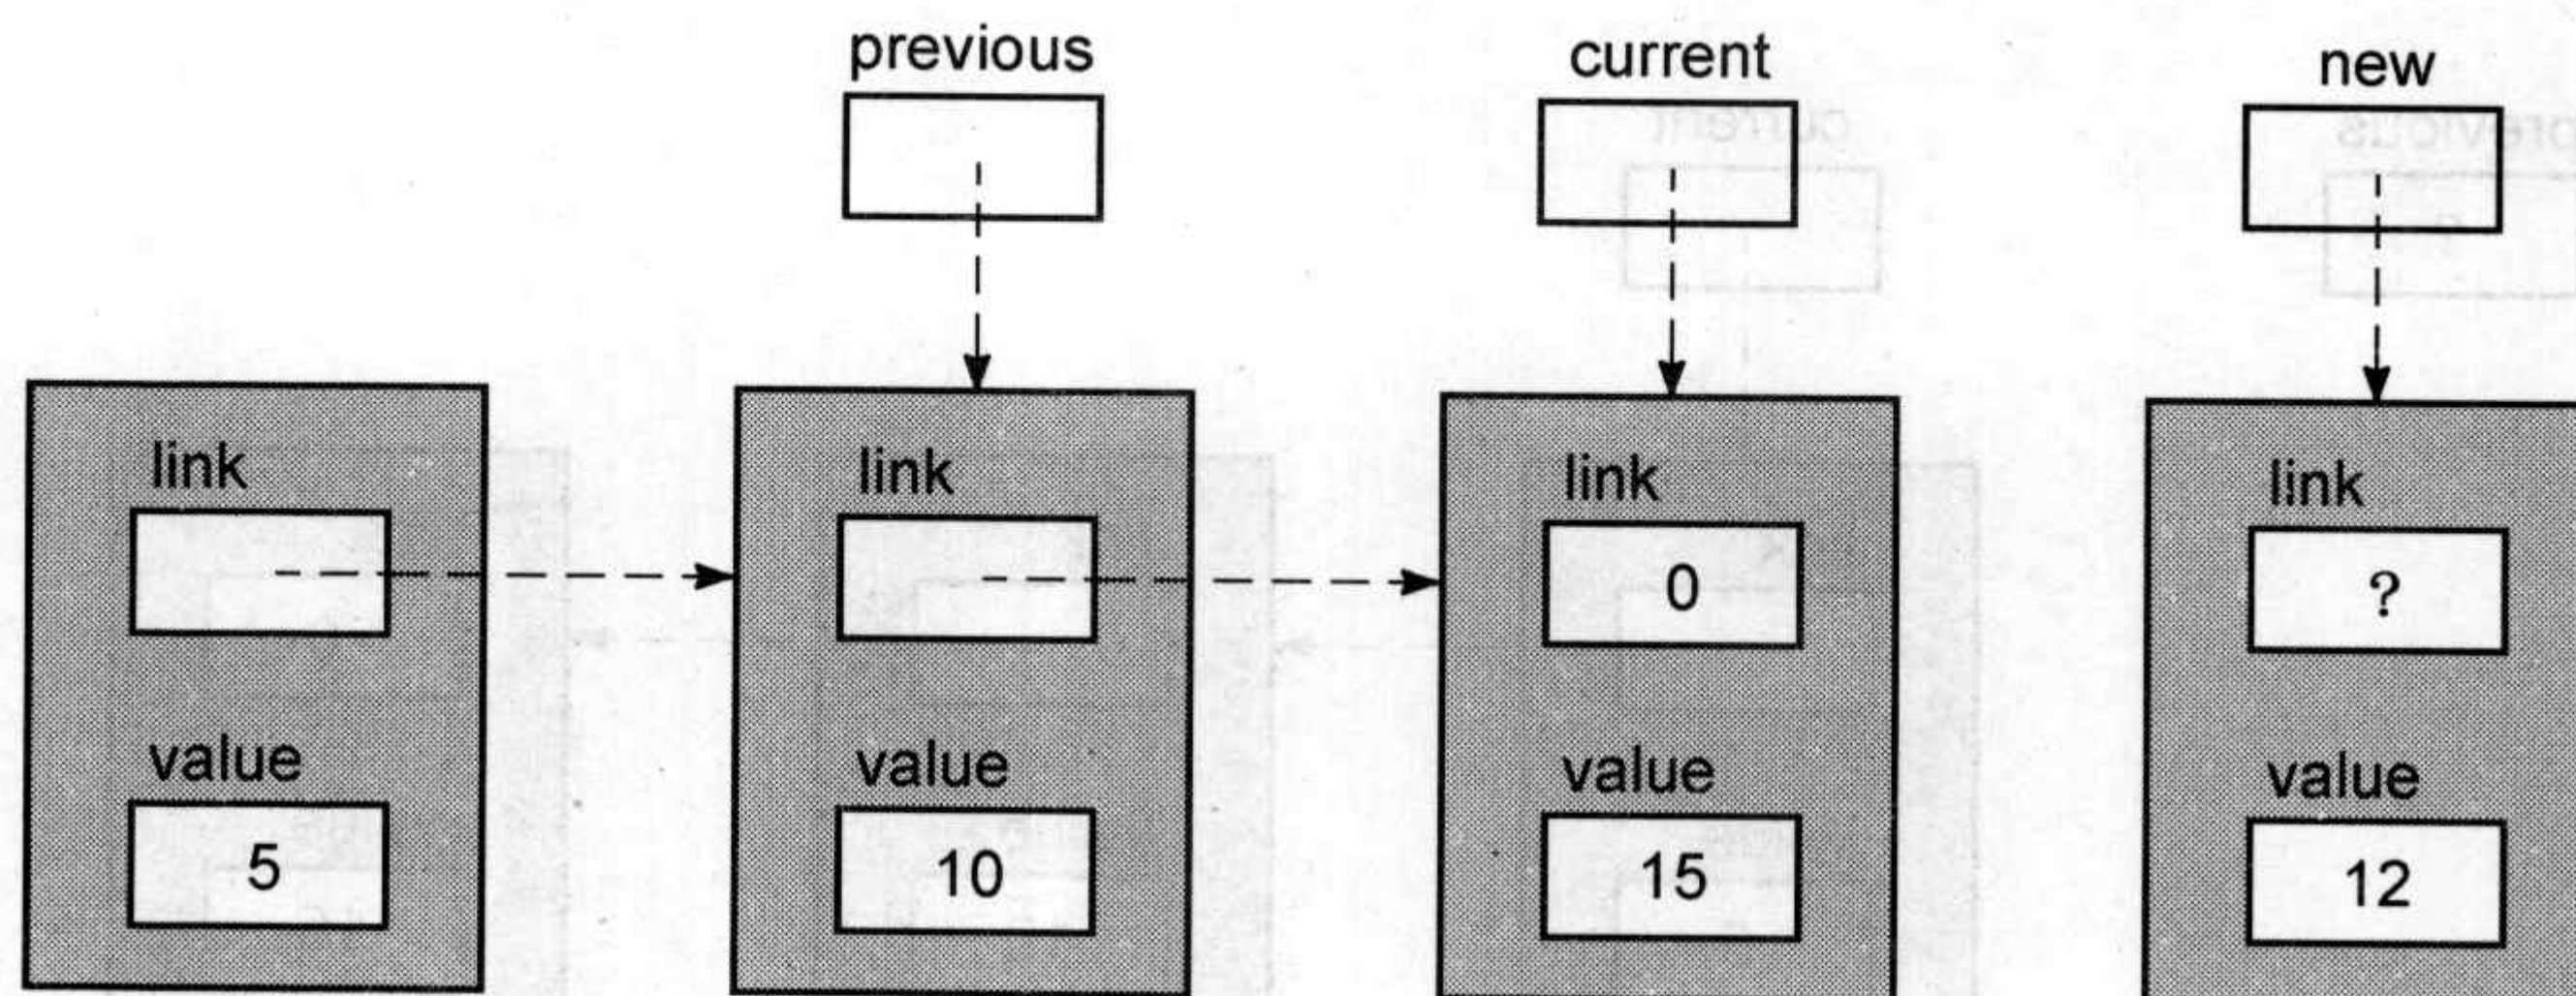 previous current new
link link link link
0 ?
value value value value
5 10 15 12